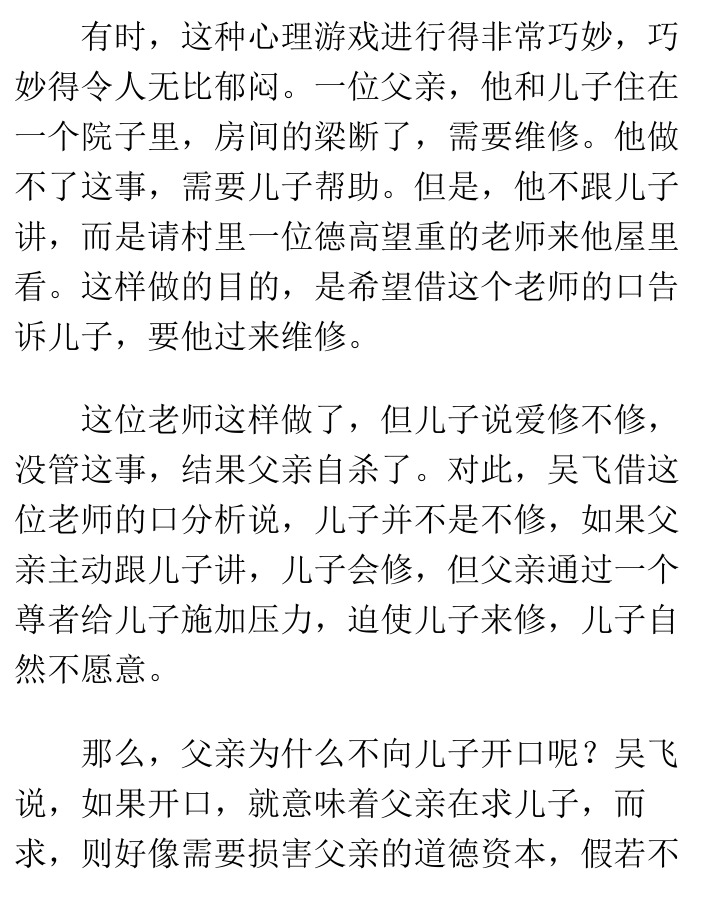 有时，这种心理游戏进行得非常巧妙，巧
妙得令人无比郁闷。一位父亲，他和儿子住在
一个院子里，房间的梁断了，需要维修。他做
不了这事，需要儿子帮助。但是，他不跟儿子
讲，而是请村里一位德高望重的老师来他屋里
看。这样做的目的，是希望借这个老师的口告
诉儿子，要他过来维修。
这位老师这样做了，但儿子说爱修不修，
没管这事，结果父亲自杀了。对此，吴飞借这
位老师的口分析说，儿子并不是不修，如果父
亲主动跟儿子讲，儿子会修，但父亲通过一个
尊者给儿子施加压力，迫使儿子来修，儿子自
然不愿意。
那么，父亲为什么不向儿子开口呢？吴飞
说，如果开口，就意味着父亲在求儿子，而
求，则好像需要损害父亲的道德资本，假若不